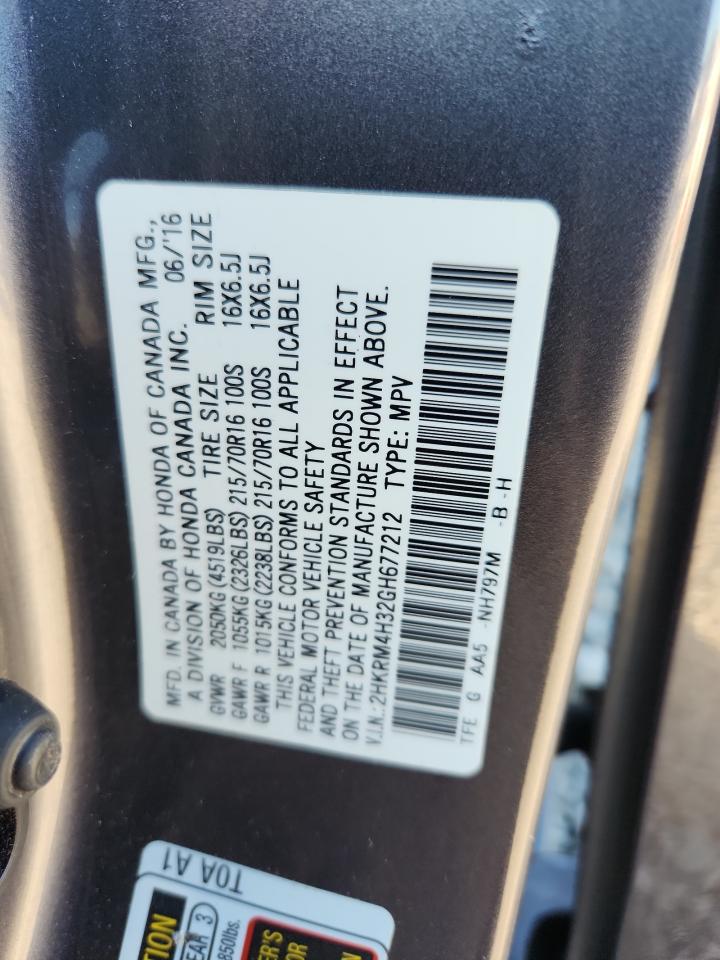 MFD. IN CANADA BY HONDA OF CANADA MFG.,
A DIVISION OF HONDA CANADA INC. 06/'16
GVWR 2050KG (4519LBS) TIRE SIZE RIM SIZE
GAWR F 1055KG (2326LBS) 215/70R16 100S 16X6.5J
GAWR R 1015KG (2238LBS) 215/70R16 100S 16X6.5J
THIS VEHICLE CONFORMS TO ALL APPLICABLE
FEDERAL MOTOR VEHICLE SAFETY
AND THEFT PREVENTION STANDARDS IN EFFECT
ON THE DATE OF MANUFACTURE SHOWN ABOVE.
V.I.N.: 2HKRM4H32GH677212 TYPE: MPV
TFE G AA5 -NH797M -B -H
T0A A1
3
850lbs.